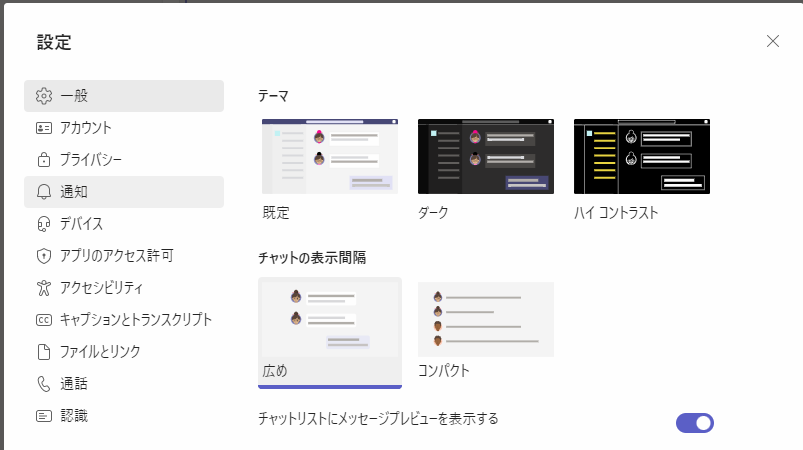 設定
一般
アカウント
プライバシー
通知
デバイス
アプリのアクセス許可
アクセシビリティ
CC キャプションとトランスクリプト
ファイルとリンク
通話
認識
テーマ
既定
ダーク
ハイ コントラスト
チャットの表示間隔
広め
コンパクト
チャットリストにメッセージプレビューを表示する